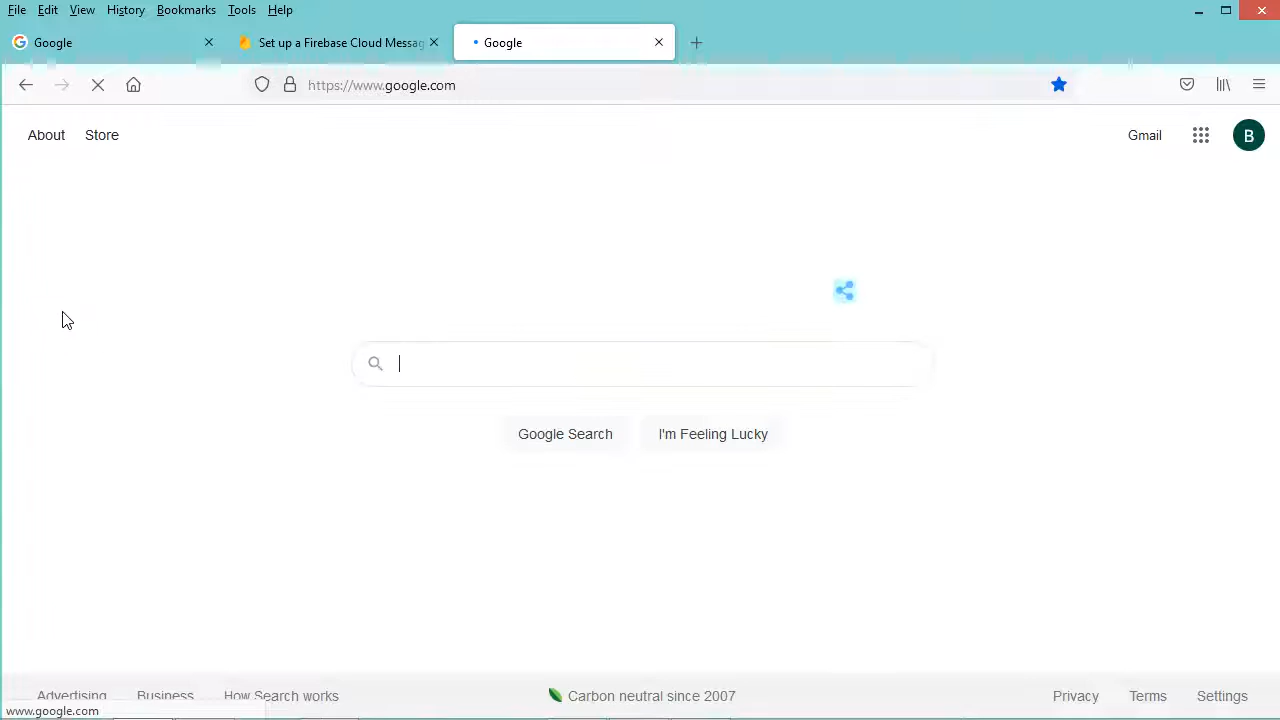 File Edit View History Bookmarks Tools Help
Google Set up a Firebase Cloud Messag Google
https://www.google.com
About Store Gmail B
Google Search I'm Feeling Lucky
Advertising Business How Search works Carbon neutral since 2007 Privacy Terms Settings
www.google.com